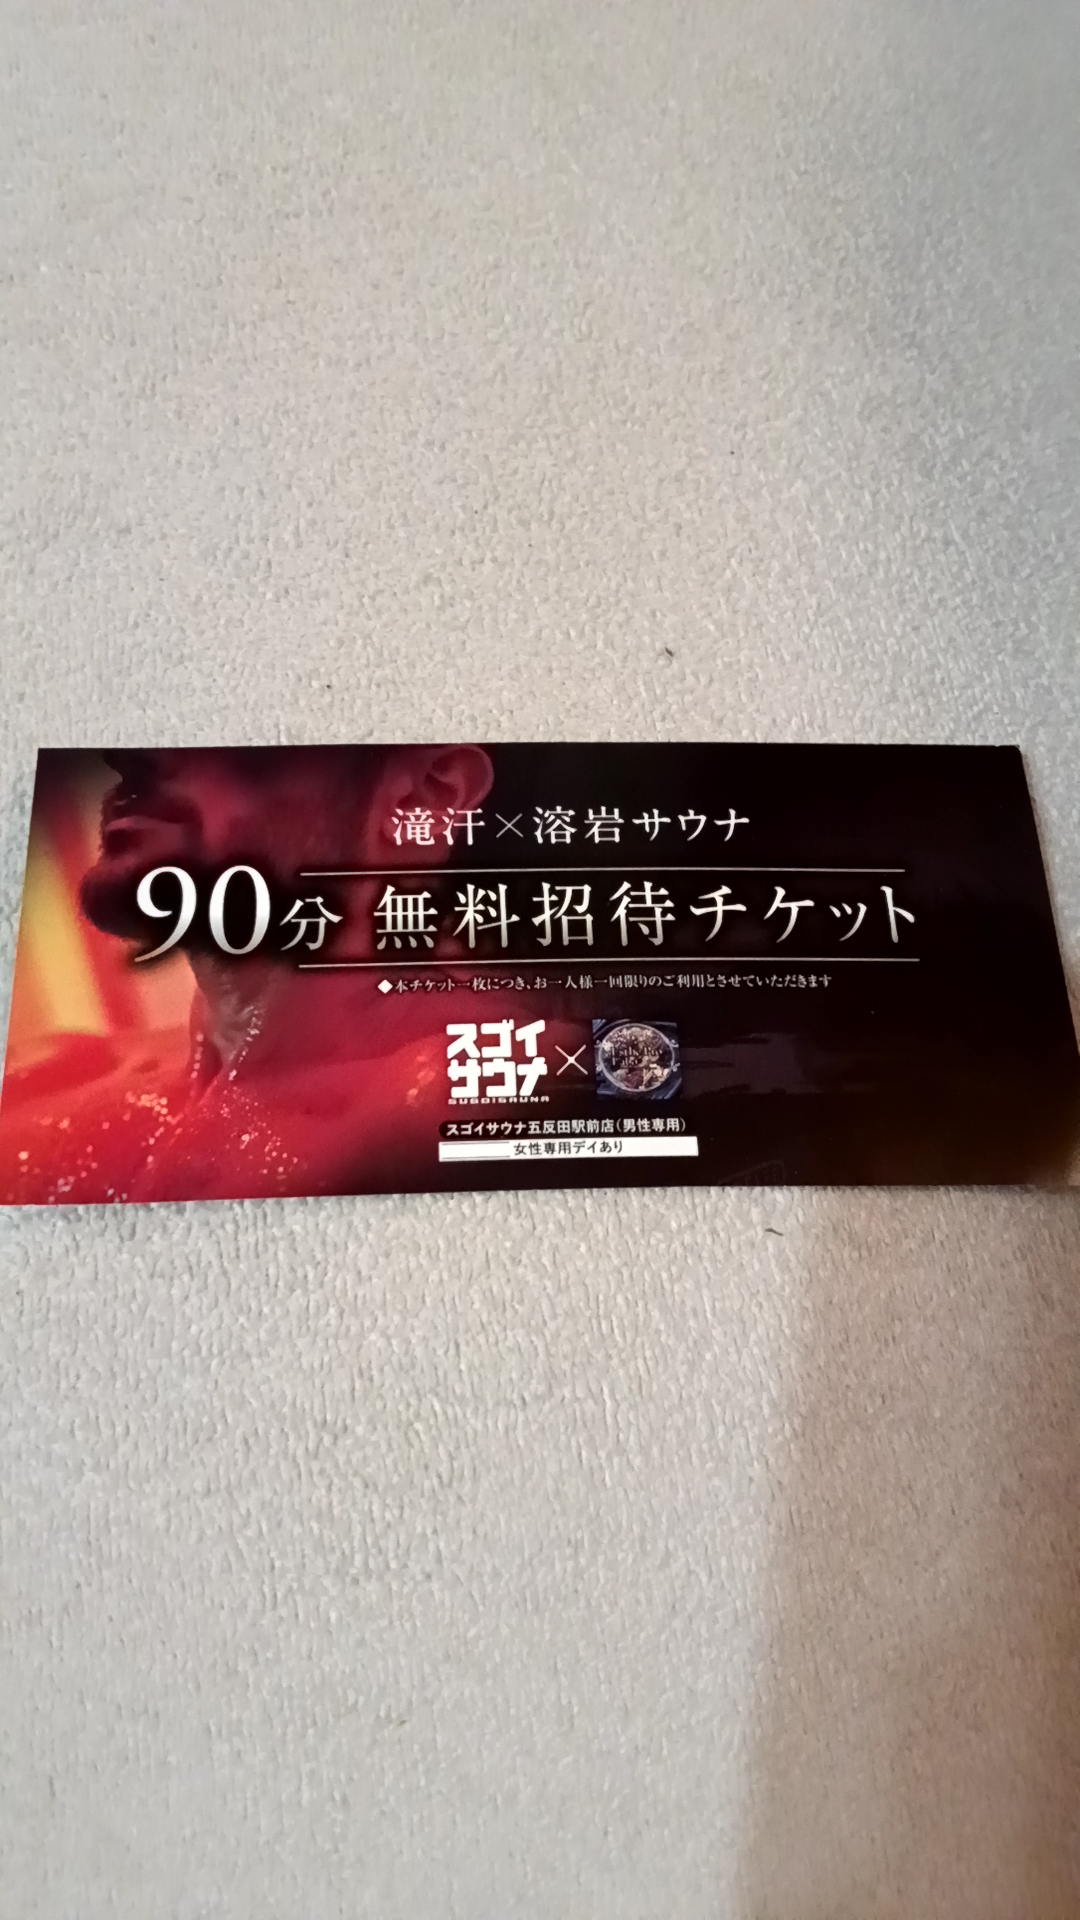 滝汗×溶岩サウナ
90分 無料招待チケット
◆本チケット一枚につき、お一人様一回限りのご利用とさせていただきます
スゴイ
サウナ
SUGOISAUNA
×
スゴイサウナ五反田駅前店(男性専用)
女性専用デイあり